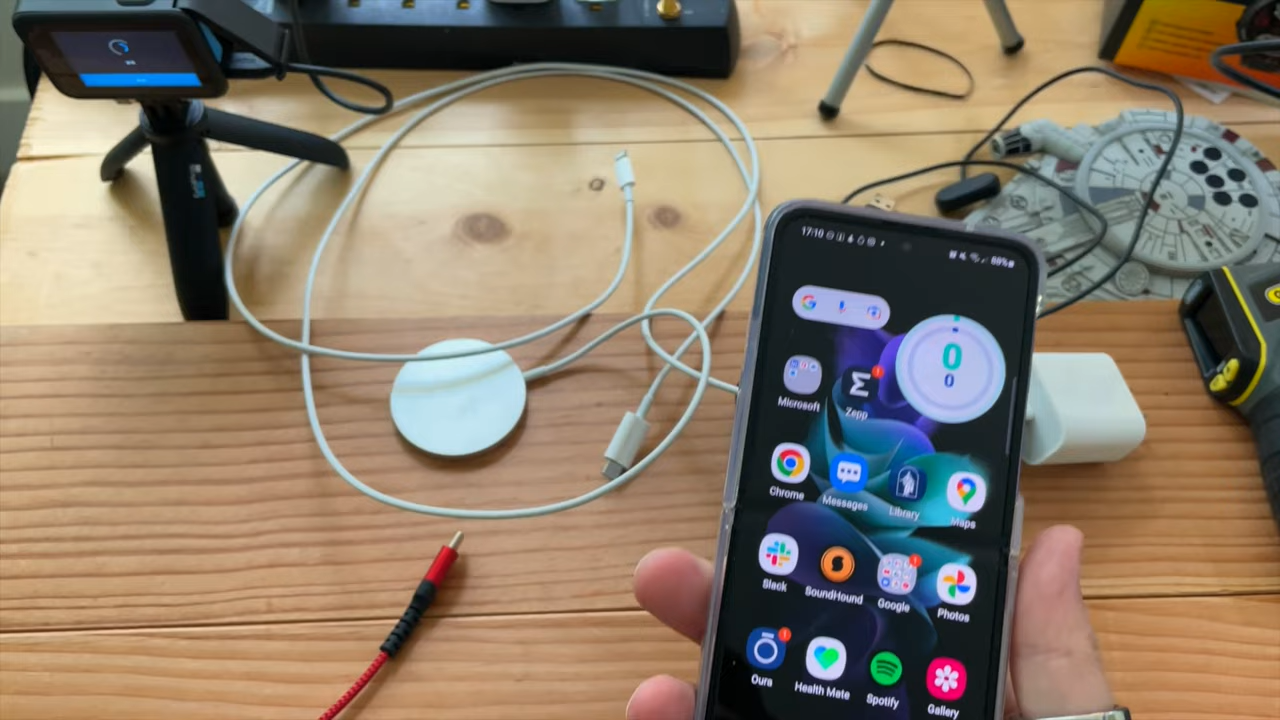 17:10
88%
0
0
Microsoft
Zepp
Chrome
Messages
Library
Maps
Slack
SoundHound
Google
Photos
Oura
Health Mate
Spotify
Gallery